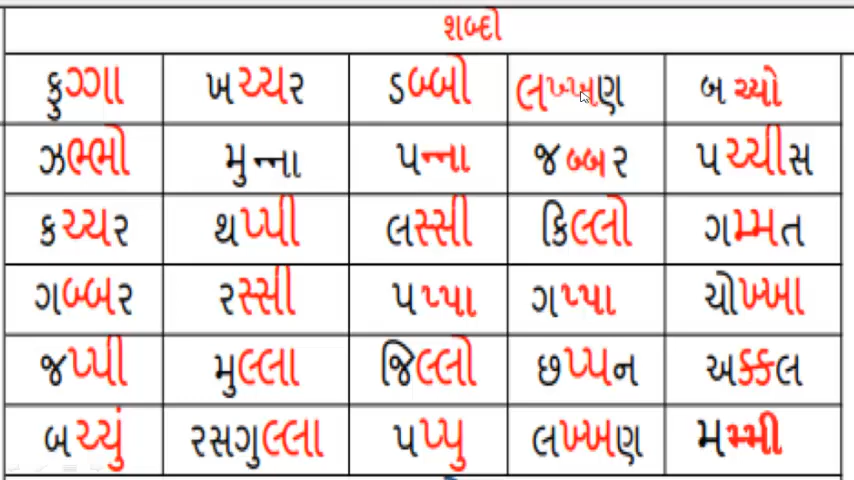 શબ્દો
ફુગ્ગા ખચ્ચર ડબ્બો લખ્ખણ બચ્ચો
ઝભ્ભો મુન્ના પન્ના જબ્બર પચ્ચીસ
કચ્ચર થપ્પી લસ્સી કિલ્લો ગમ્મત
ગબ્બર રસ્સી પપ્પા ગપ્પા ચોખ્ખા
જપ્પી મુલ્લા જિલ્લો છપ્પન અક્કલ
બચ્ચું રસગુલ્લા પપ્પુ લખ્ખણ મમ્મી